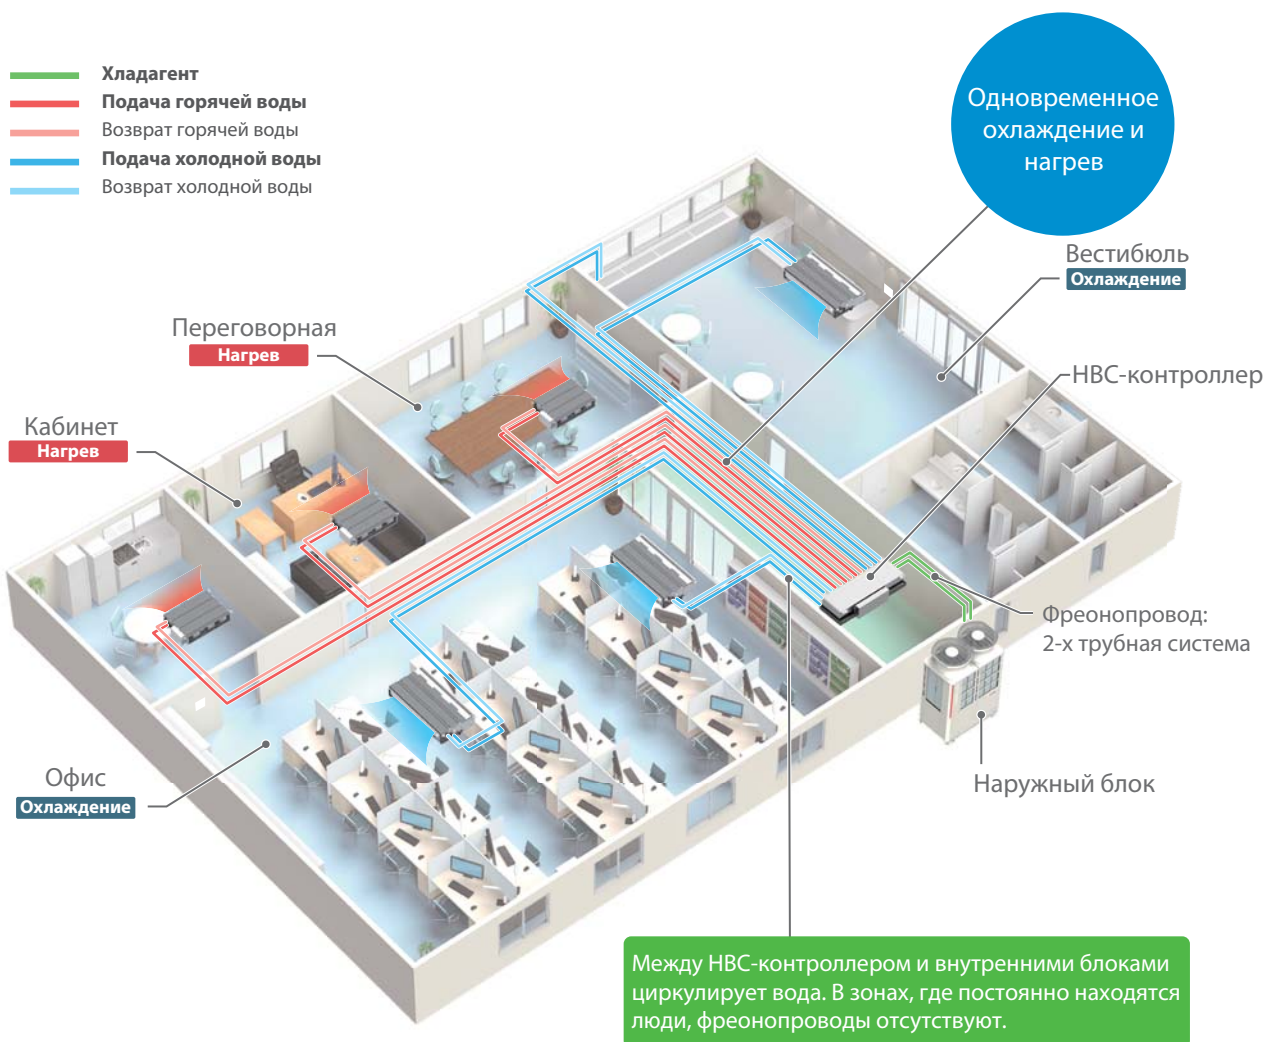 Хладагент
Подача горячей воды
Возврат горячей воды
Подача холодной воды
Возврат холодной воды
Одновременное
охлаждение и
нагрев
Вестибюль
Охлаждение
Переговорная
Нагрев
НВС-контроллер
Кабинет
Нагрев
Фреонопровод:
2-х трубная система
Офис
Охлаждение
Наружный блок
Между НВС-контроллером и внутренними блоками
циркулирует вода. В зонах, где постоянно находятся
люди, фреонопроводы отсутствуют.